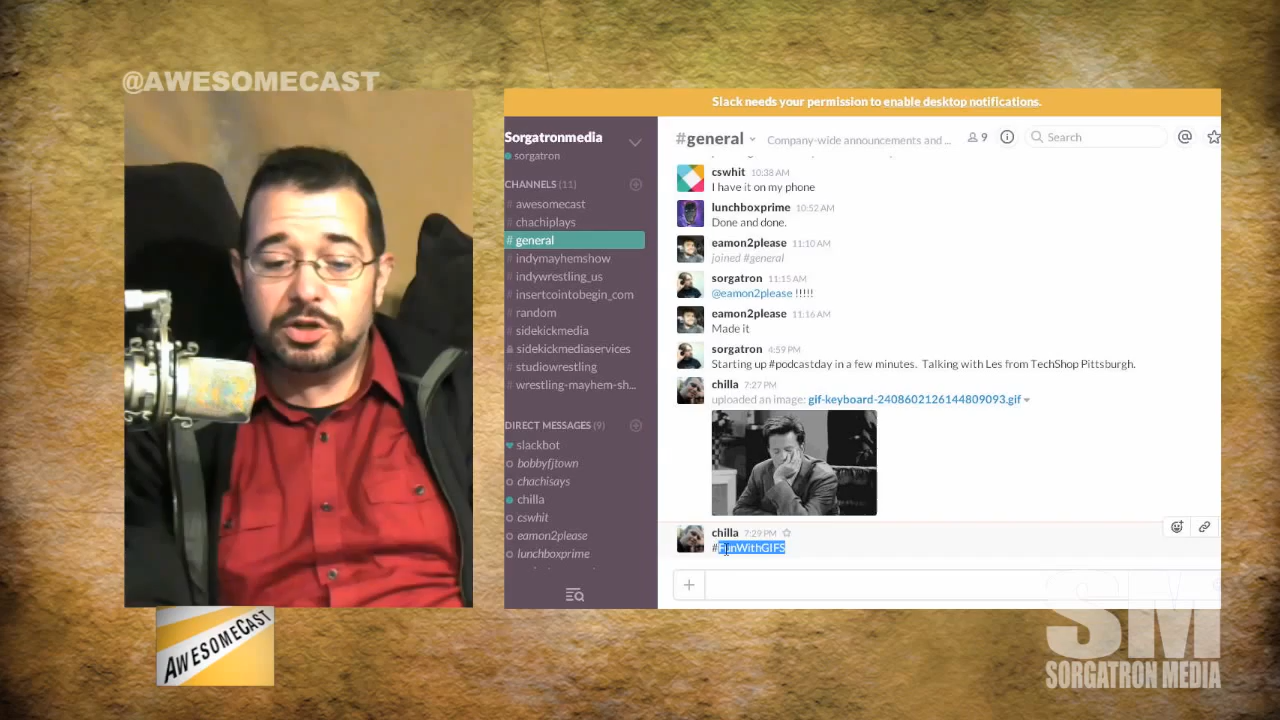 @AWESOMECAST
Slack needs your permission to enable desktop notifications.
Sorgatronmedia
sorgatron
CHANNELS (11)
# awesomecast
# chachiplays
# general
# indymayhemshow
# indywrestling_us
# insertcointobegin_com
# random
# sidekickmedia
sidekickmediaservices
# studiowrestling
# wrestling-mayhem-sh...
DIRECT MESSAGES (9)
slackbot
bobbyfjtown
chachisays
chilla
cswhit
eamon2please
lunchboxprime
#general
Company-wide announcements and ...
9
Search
@
cswhit 10:38 AM
I have it on my phone
lunchboxprime 10:52 AM
Done and done.
eamon2please 11:10 AM
joined #general
sorgatron 11:15 AM
@eamon2please !!!!!
eamon2please 11:16 AM
Made it
sorgatron 4:59 PM
Starting up #podcastday in a few minutes. Talking with Les from TechShop Pittsburgh.
chilla 7:27 PM
uploaded an image: gif-keyboard-2408602126144809093.gif
chilla 7:29 PM
#FunWithGIFS
AWESOMECAST
SM
SORGATRON MEDIA